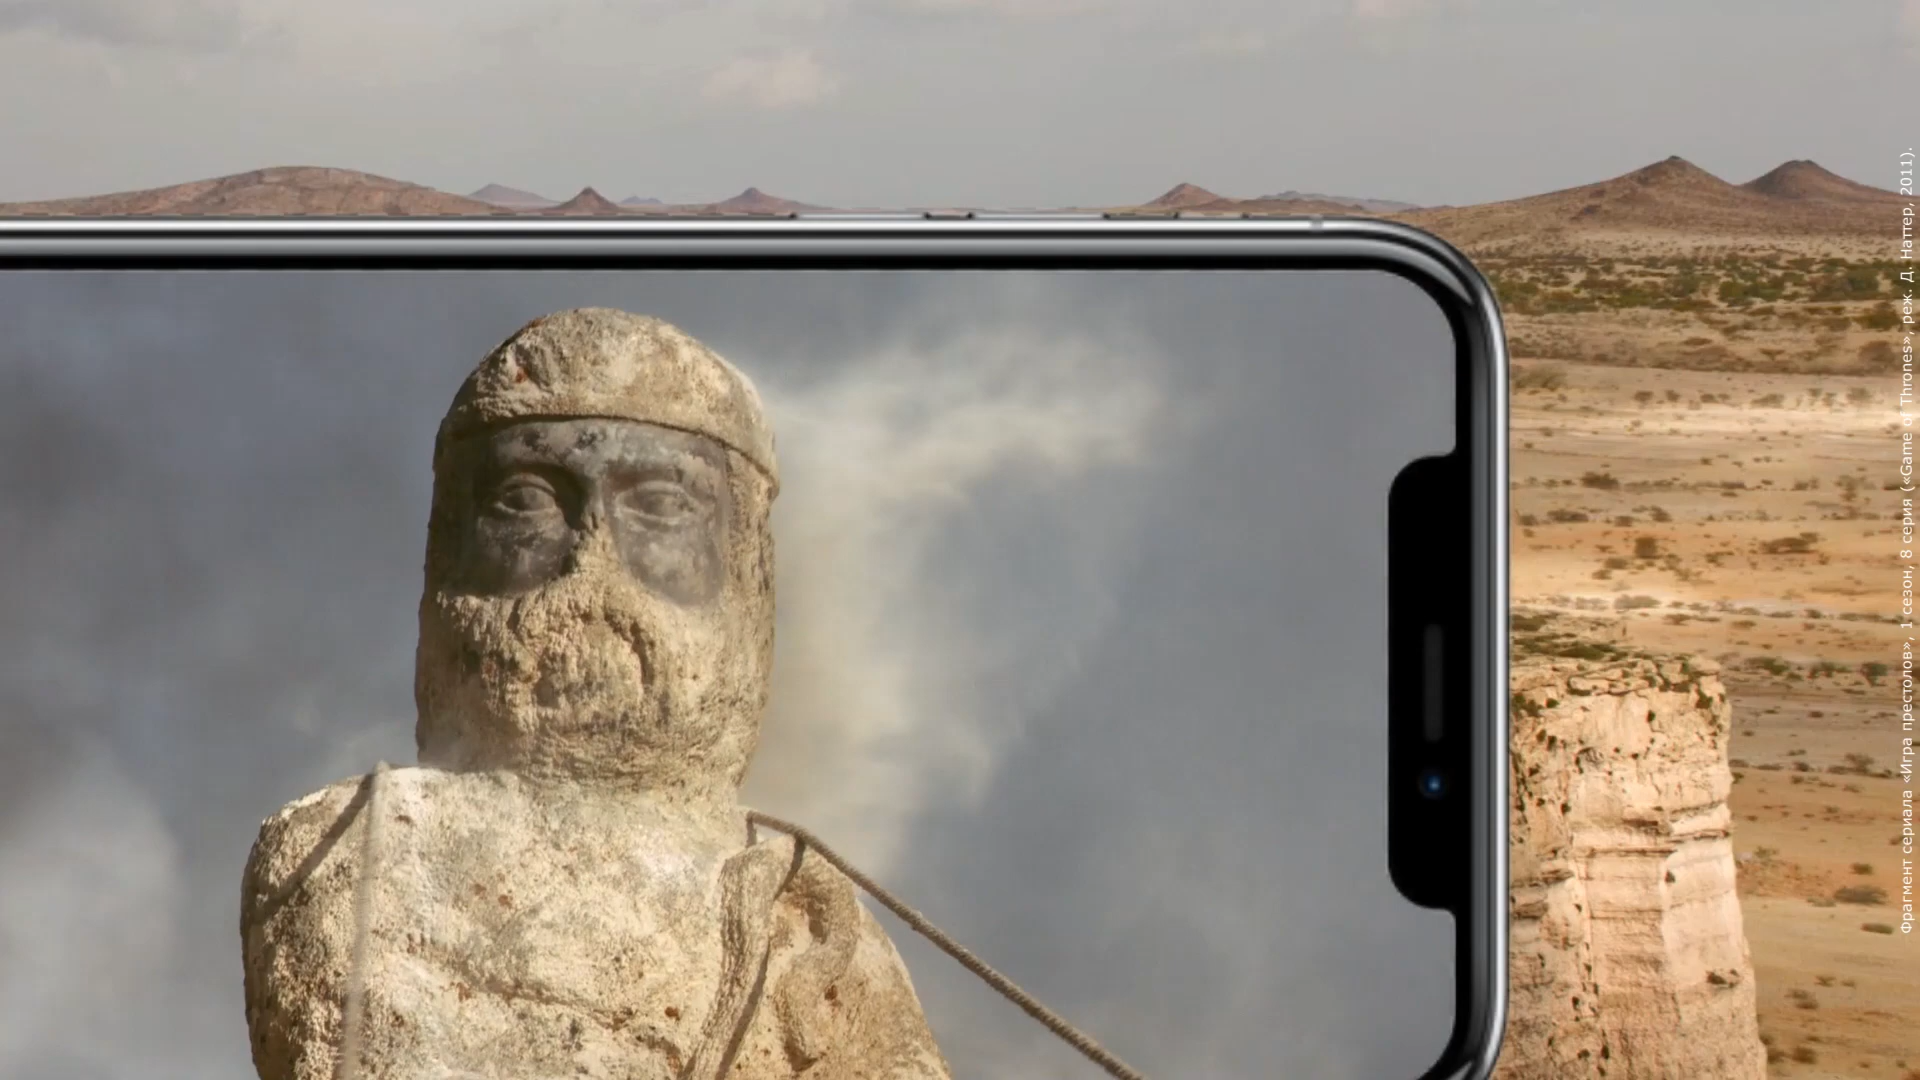 Фрагмент сериала «Игра престолов», 1 сезон, 8 серия («Game of Thrones», реж. Д. Наттер, 2011).